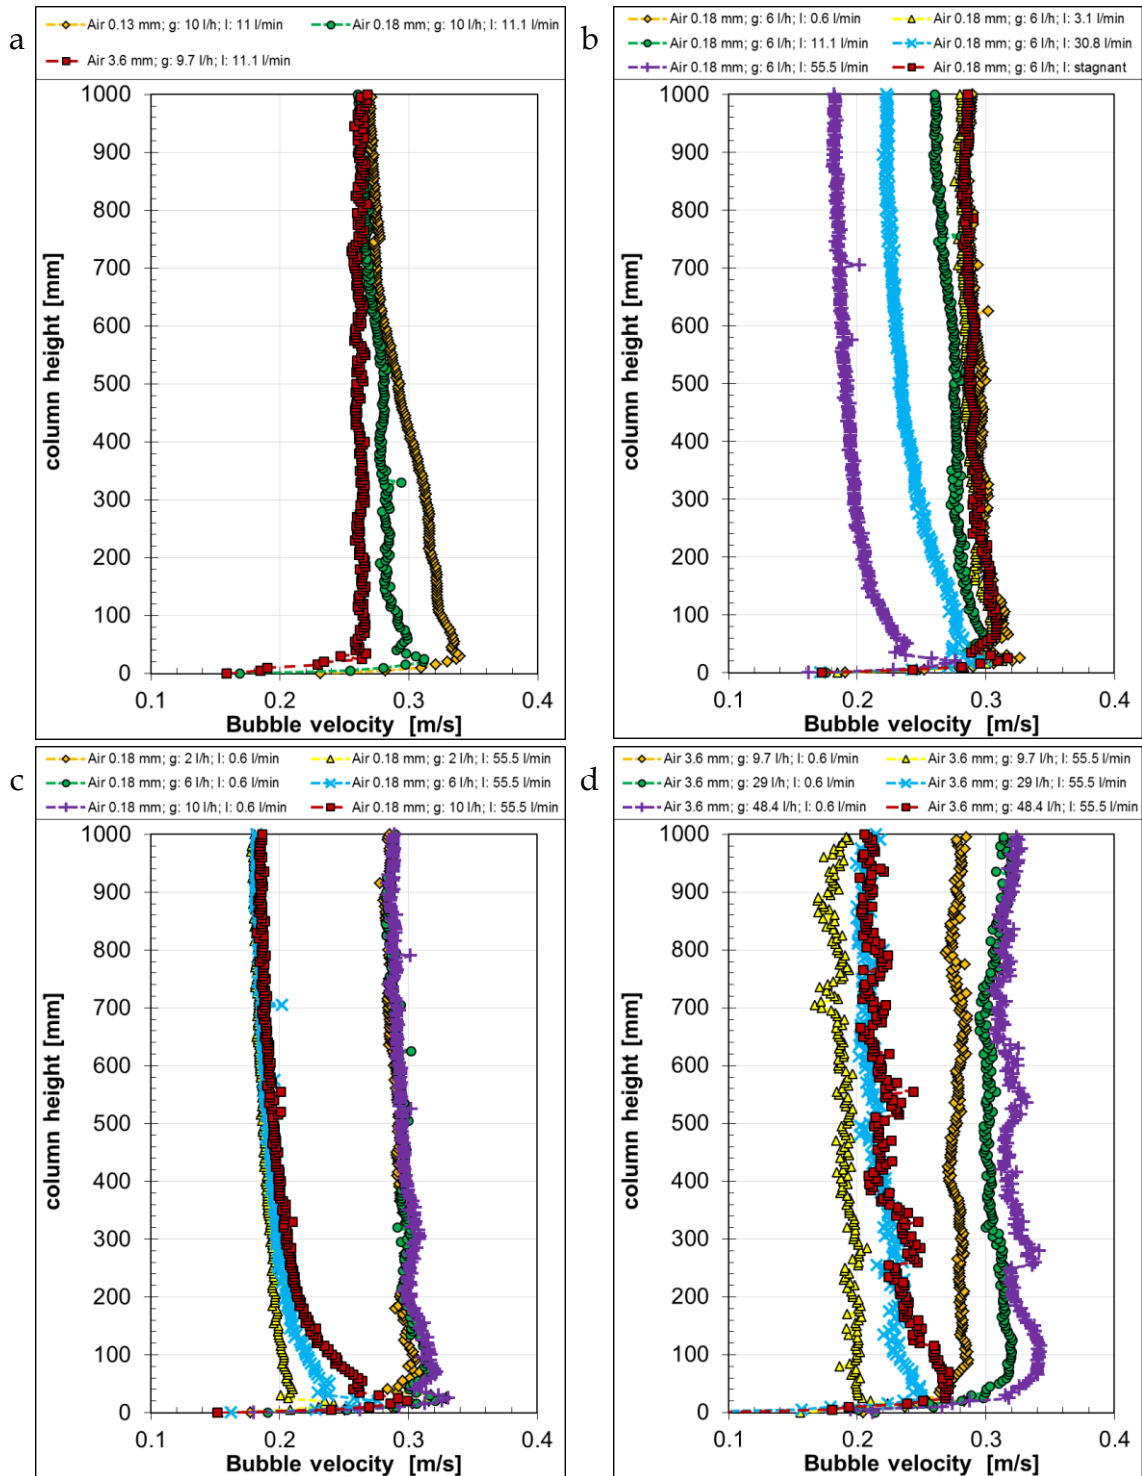 a
Air 0.13 mm; g: 10 l/h; l: 11 l/min
Air 0.18 mm; g: 10 l/h; l: 11.1 l/min
Air 3.6 mm; g: 9.7 l/h; l: 11.1 l/min
1000
900
800
700
600
500
400
300
200
100
0
column height [mm]
0.1 0.2 0.3 0.4
Bubble velocity [m/s]
b
Air 0.18 mm; g: 6 l/h; l: 0.6 l/min
Air 0.18 mm; g: 6 l/h; l: 3.1 l/min
Air 0.18 mm; g: 6 l/h; l: 11.1 l/min
Air 0.18 mm; g: 6 l/h; l: 30.8 l/min
Air 0.18 mm; g: 6 l/h; l: 55.5 l/min
Air 0.18 mm; g: 6 l/h; l: stagnant
1000
900
800
700
600
500
400
300
200
100
0
column height [mm]
0.1 0.2 0.3 0.4
Bubble velocity [m/s]
c
Air 0.18 mm; g: 2 l/h; l: 0.6 l/min
Air 0.18 mm; g: 2 l/h; l: 55.5 l/min
Air 0.18 mm; g: 6 l/h; l: 0.6 l/min
Air 0.18 mm; g: 6 l/h; l: 55.5 l/min
Air 0.18 mm; g: 10 l/h; l: 0.6 l/min
Air 0.18 mm; g: 10 l/h; l: 55.5 l/min
1000
900
800
700
600
500
400
300
200
100
0
column height [mm]
0.1 0.2 0.3 0.4
Bubble velocity [m/s]
d
Air 3.6 mm; g: 9.7 l/h; l: 0.6 l/min
Air 3.6 mm; g: 9.7 l/h; l: 55.5 l/min
Air 3.6 mm; g: 29 l/h; l: 0.6 l/min
Air 3.6 mm; g: 29 l/h; l: 55.5 l/min
Air 3.6 mm; g: 48.4 l/h; l: 0.6 l/min
Air 3.6 mm; g: 48.4 l/h; l: 55.5 l/min
1000
900
800
700
600
500
400
300
200
100
0
column height [mm]
0.1 0.2 0.3 0.4
Bubble velocity [m/s]